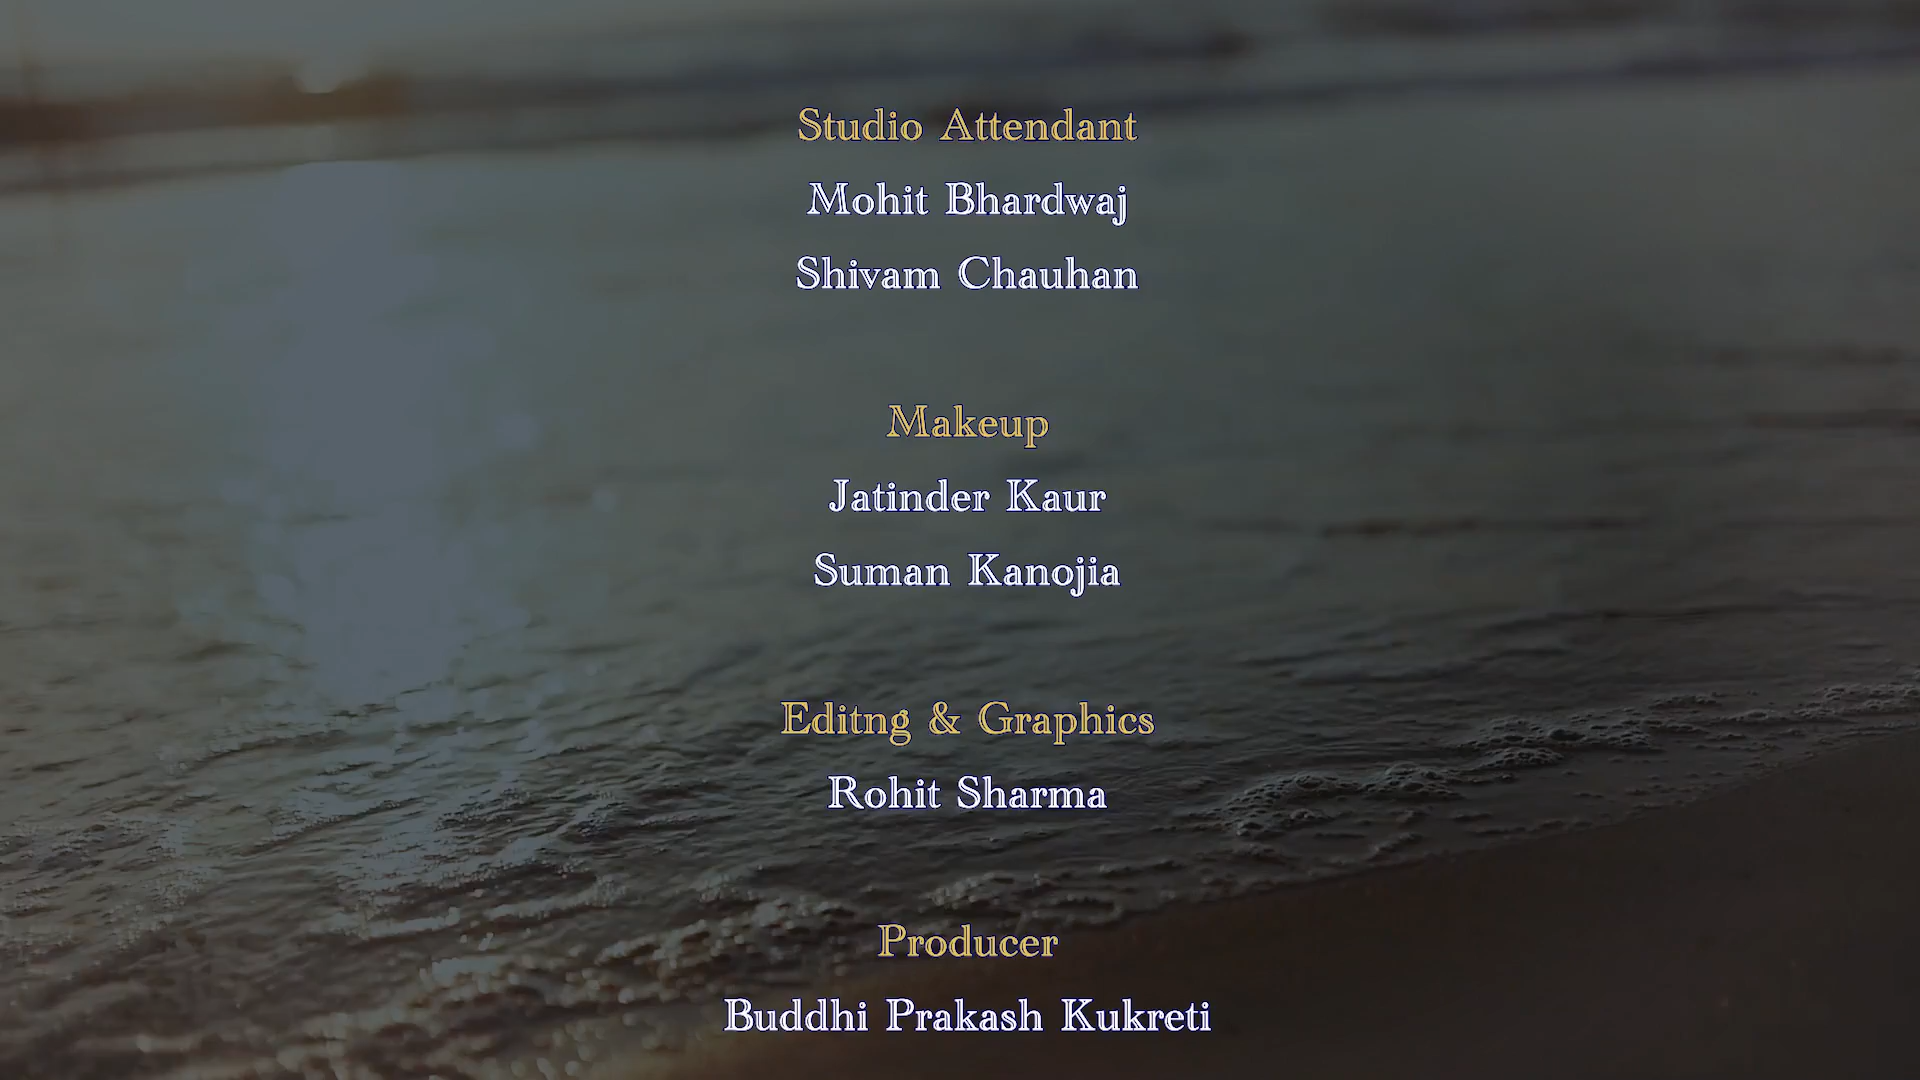 Studio Attendant
Mohit Bhardwaj
Shivam Chauhan
Makeup
Jatinder Kaur
Suman Kanojia
Editng & Graphics
Rohit Sharma
Producer
Buddhi Prakash Kukreti